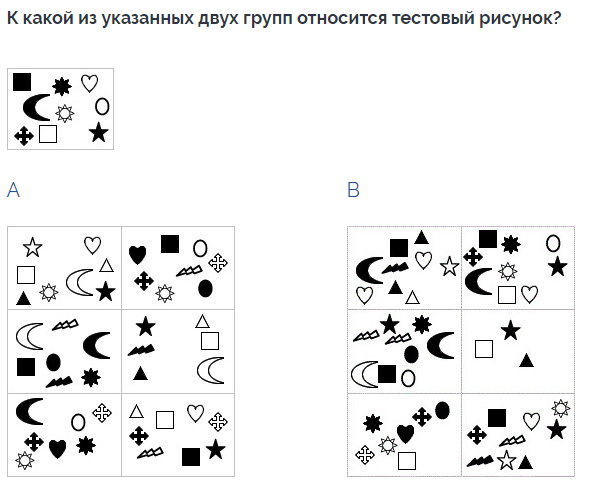 К какой из указанных двух групп относится тестовый рисунок?
A
B